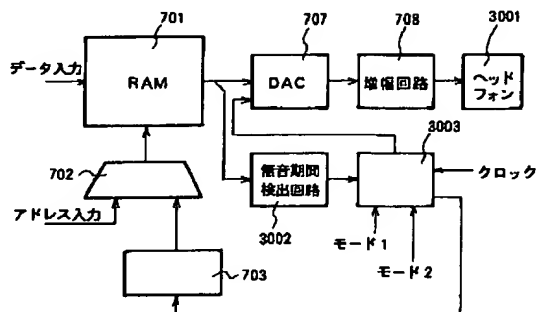 701
707
708
3001
データ入力
RAM
DAC
増幅回路
ヘッド
フォン
3003
702
無音期間
検出回路
クロック
アドレス入力
3002
モード1
モード2
703